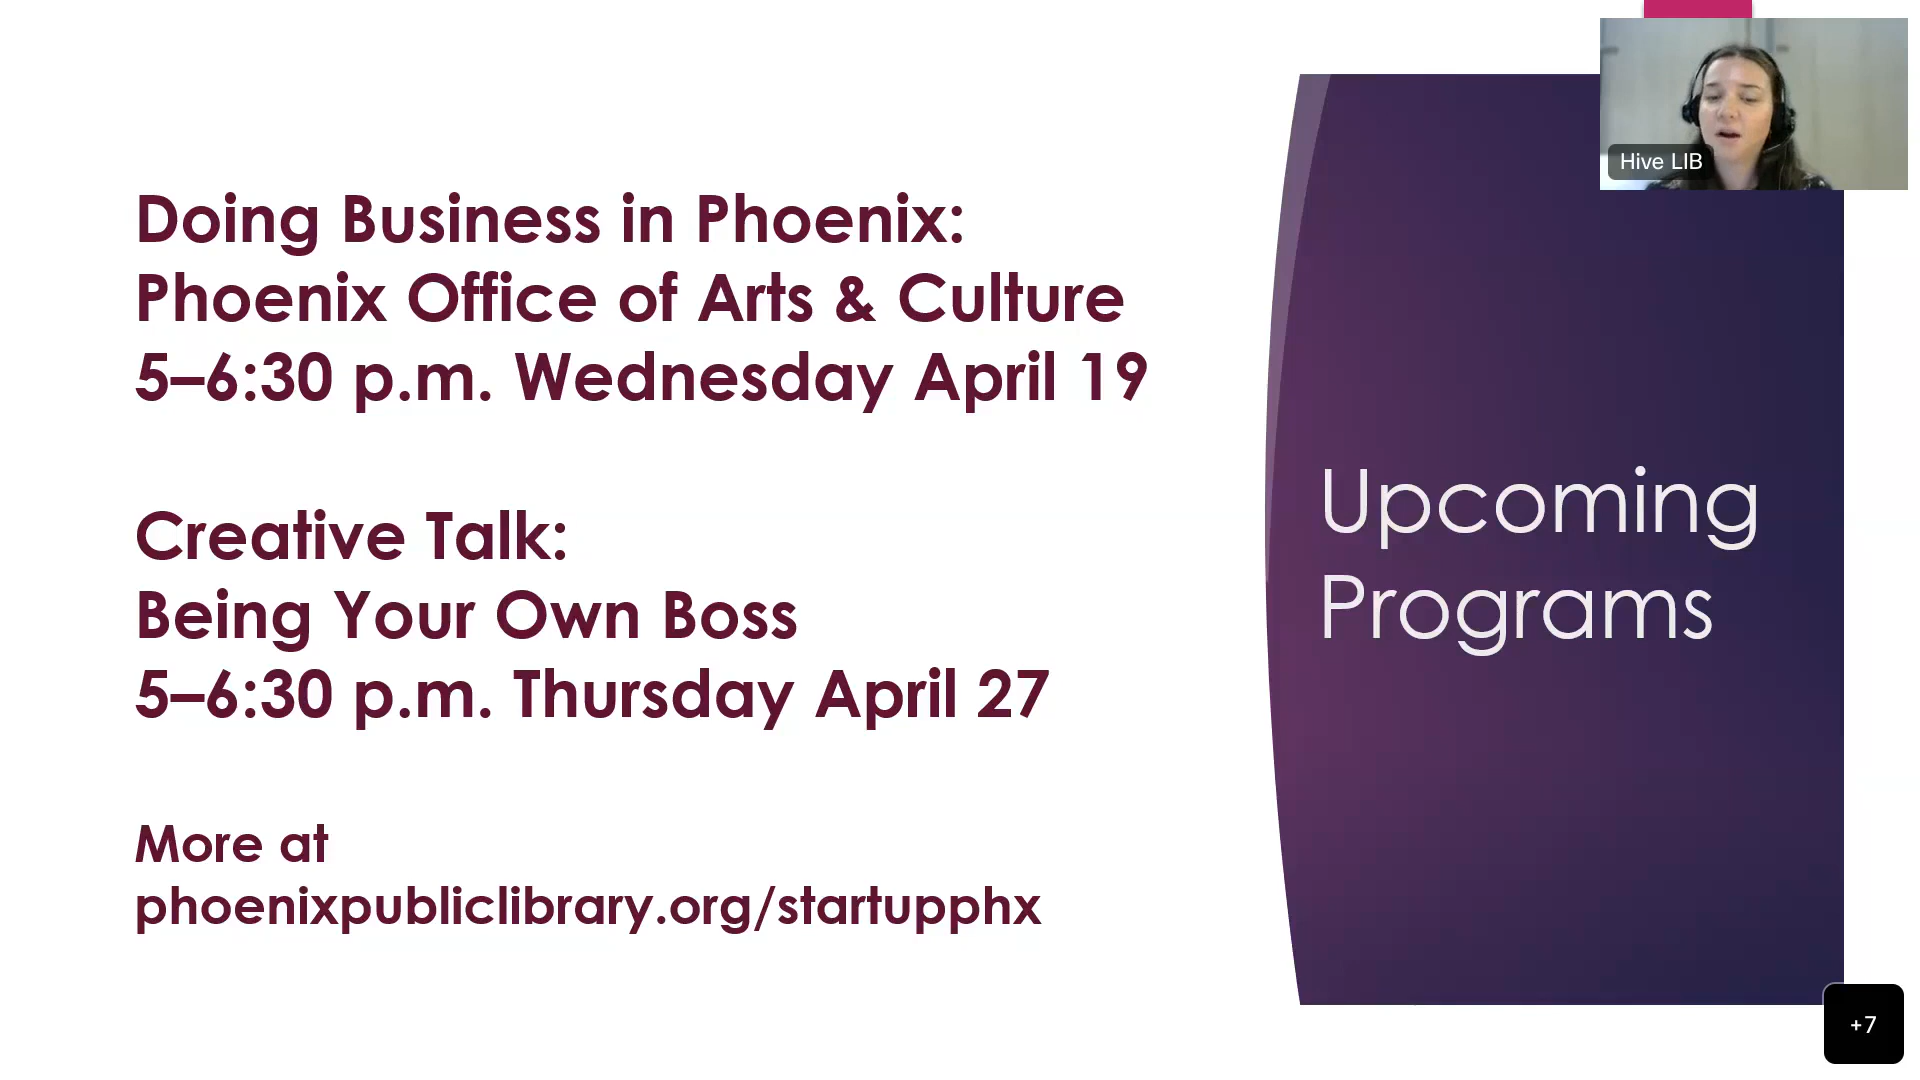 Doing Business in Phoenix:
Phoenix Office of Arts & Culture
5–6:30 p.m. Wednesday April 19
Creative Talk:
Being Your Own Boss
5–6:30 p.m. Thursday April 27
More at
phoenixpubliclibrary.org/startupphx
Upcoming
Programs
Hive LIB
+7